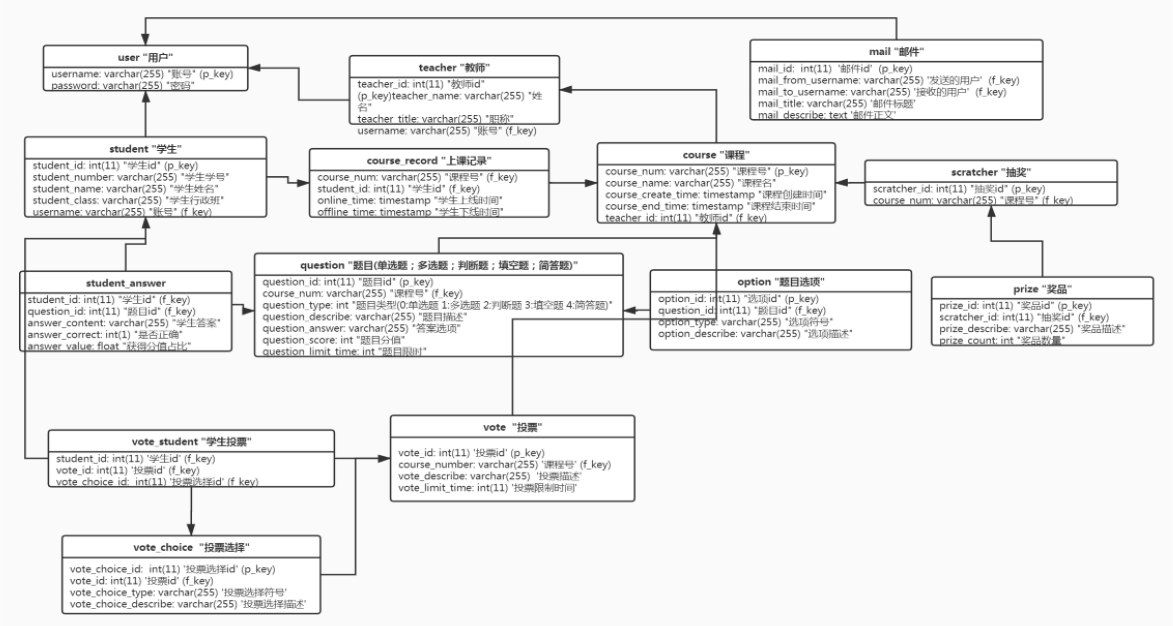 user "用户"
username: varchar(255) "账号" (p_key)
password: varchar(255) "密码"
teacher "教师"
teacher_id: int(11) "教师id"
(p_key)teacher_name: varchar(255) "姓
名"
teacher_title: varchar(255) "职称"
username: varchar(255) "账号" (f_key)
mail "邮件"
mail_id: int(11) '邮件id' (p_key)
mail_from_username: varchar(255) '发送的用户' (f_key)
mail_to_username: varchar(255) '接收的用户' (f_key)
mail_title: varchar(255) '邮件标题'
mail_describe: text '邮件正文'
student "学生"
student_id: int(11) "学生id" (p_key)
student_number: varchar(255) "学生学号"
student_name: varchar(255) "学生姓名"
student_class: varchar(255) "学生行政班"
username: varchar(255) "账号" (f_key)
course_record "上课记录"
course_num: varchar(255) "课程号" (f_key)
student_id: int(11) "学生id" (f_key)
online_time: timestamp "学生上线时间"
offline_time: timestamp "学生下线时间"
course "课程"
course_num: varchar(255) "课程号" (p_key)
course_name: varchar(255) "课程名"
course_create_time: timestamp "课程创建时间"
course_end_time: timestamp "课程结束时间"
teacher_id: int(11) "教师id" (f_key)
scratcher "抽奖"
scratcher_id: int(11) "抽奖id" (p_key)
course_num: varchar(255) "课程号" (f_key)
student_answer
student_id: int(11) "学生id" (f_key)
question_id: int(11) "题目id" (f_key)
answer_content: varchar(255) "学生答案"
answer_correct: int(1) "是否正确"
answer_value: float "获得分值占比"
question "题目(单选题；多选题；判断题；填空题；简答题)"
question_id: int(11) "题目id" (p_key)
course_num: varchar(255) "课程号" (f_key)
question_type: int "题目类型(0:单选题 1:多选题 2:判断题 3:填空题 4:简答题)"
question_describe: varchar(255) "题目描述"
question_answer: varchar(255) "答案选项"
question_score: int "题目分值"
question_limit_time: int "题目限时"
option "题目选项"
option_id: int(11) "选项id" (p_key)
question_id: int(11) "题目id" (f_key)
option_type: varchar(255) "选项符号"
option_describe: varchar(255) "选项描述"
prize "奖品"
prize_id: int(11) "奖品id" (p_key)
scratcher_id: int(11) "抽奖id" (f_key)
prize_describe: varchar(255) "奖品描述"
prize_count: int "奖品数量"
vote_student "学生投票"
student_id: int(11) '学生id' (f_key)
vote_id: int(11) '投票id' (f_key)
vote_choice_id: int(11) '投票选择id' (f_key)
vote "投票"
vote_id: int(11) '投票id' (p_key)
course_number: varchar(255) '课程号' (f_key)
vote_describe: varchar(255) '投票描述'
vote_limit_time: int(11) '投票限制时间'
vote_choice "投票选择"
vote_choice_id: int(11) '投票选择id' (p_key)
vote_id: int(11) '投票id' (f_key)
vote_choice_type: varchar(255) '投票选择符号'
vote_choice_describe: varchar(255) '投票选择描述'